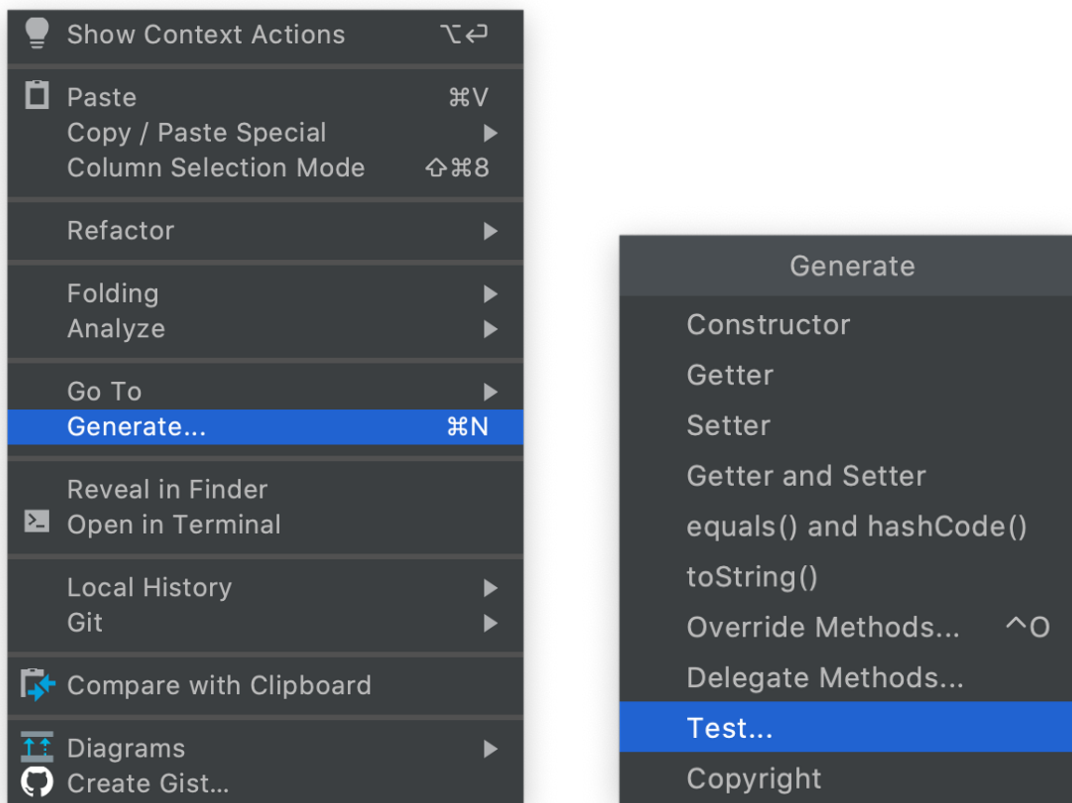 Show Context Actions ⌥⏎
Paste ⌘V
Copy / Paste Special
Column Selection Mode ⇧⌘8
Refactor
Folding
Analyze
Go To
Generate... ⌘N
Reveal in Finder
Open in Terminal
Local History
Git
Compare with Clipboard
Diagrams
Create Gist...
Generate
Constructor
Getter
Setter
Getter and Setter
equals() and hashCode()
toString()
Override Methods... ^O
Delegate Methods...
Test...
Copyright